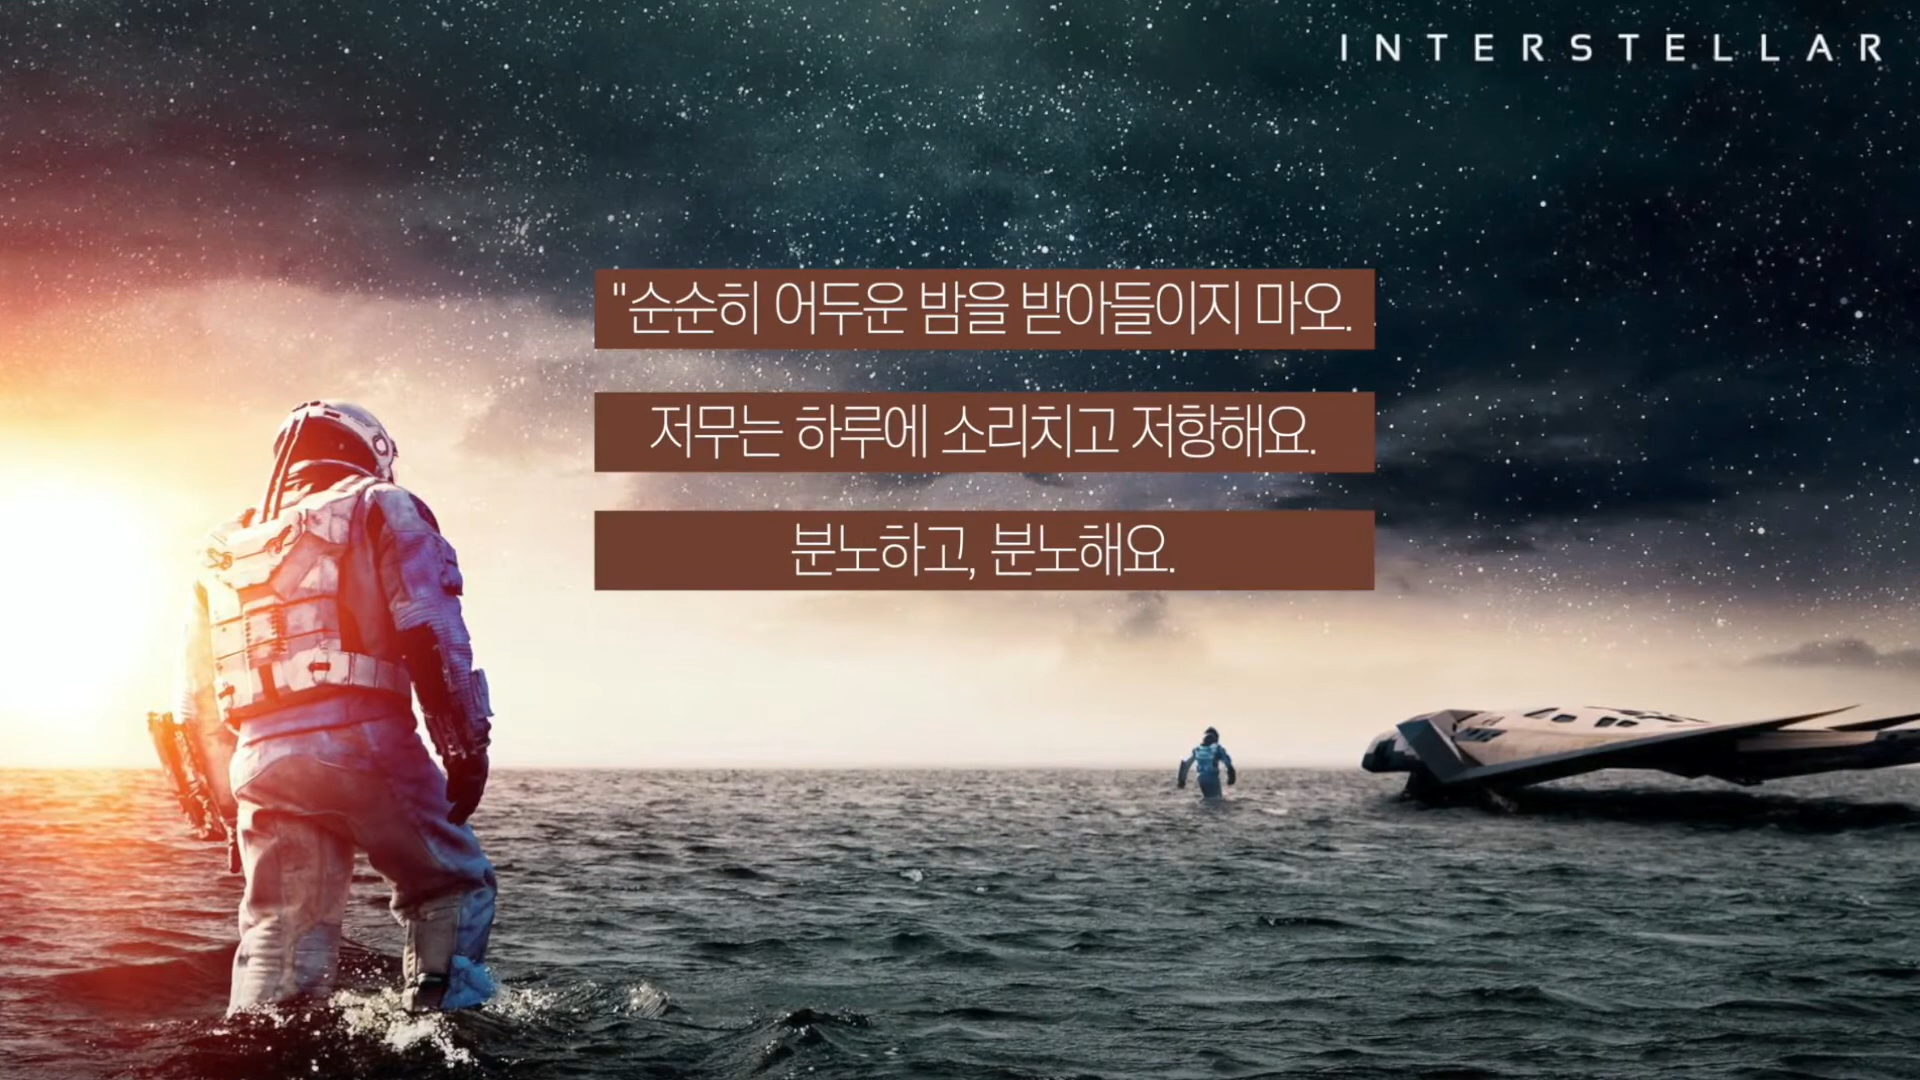 INTERSTELLAR
"순순히 어두운 밤을 받아들이지 마오.
저무는 하루에 소리치고 저항해요.
분노하고, 분노해요.